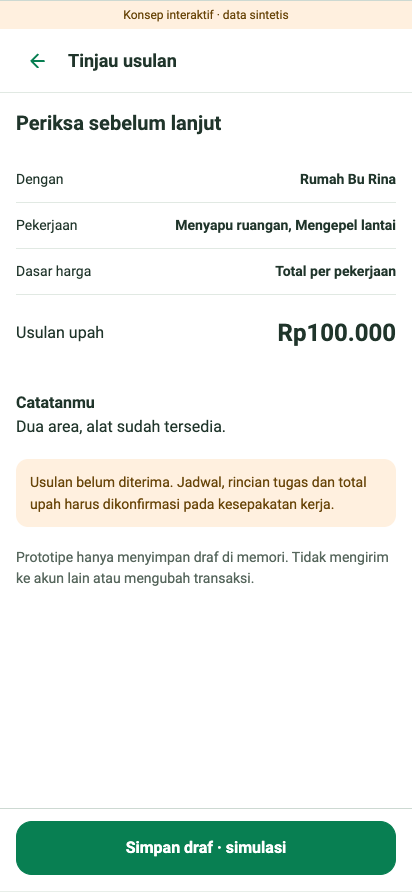 Konsep interaktif · data sintetis
Tinjau usulan
Periksa sebelum lanjut
Dengan Rumah Bu Rina
Pekerjaan Menyapu ruangan, Mengepel lantai
Dasar harga Total per pekerjaan
Usulan upah Rp100.000
Catatanmu
Dua area, alat sudah tersedia.
Usulan belum diterima. Jadwal, rincian tugas dan total
upah harus dikonfirmasi pada kesepakatan kerja.
Prototipe hanya menyimpan draf di memori. Tidak mengirim
ke akun lain atau mengubah transaksi.
Simpan draf · simulasi